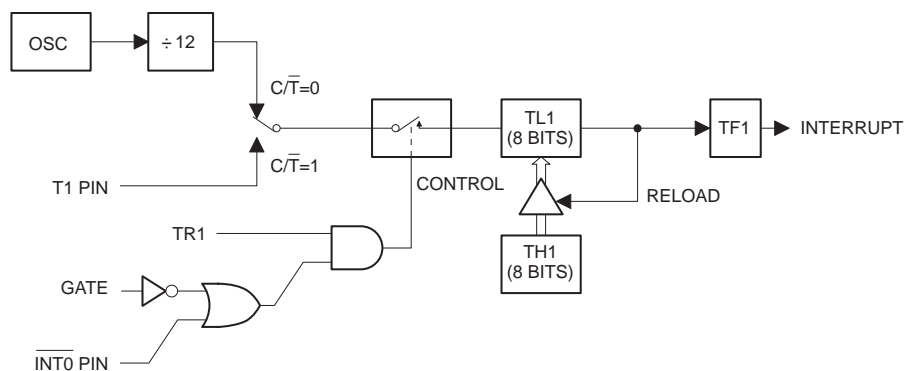 OSC
÷ 12
C/T̅=0
C/T̅=1
T1 PIN
TL1
(8 BITS)
TF1
INTERRUPT
CONTROL
RELOAD
TR1
TH1
(8 BITS)
GATE
I̅N̅T̅0̅ PIN